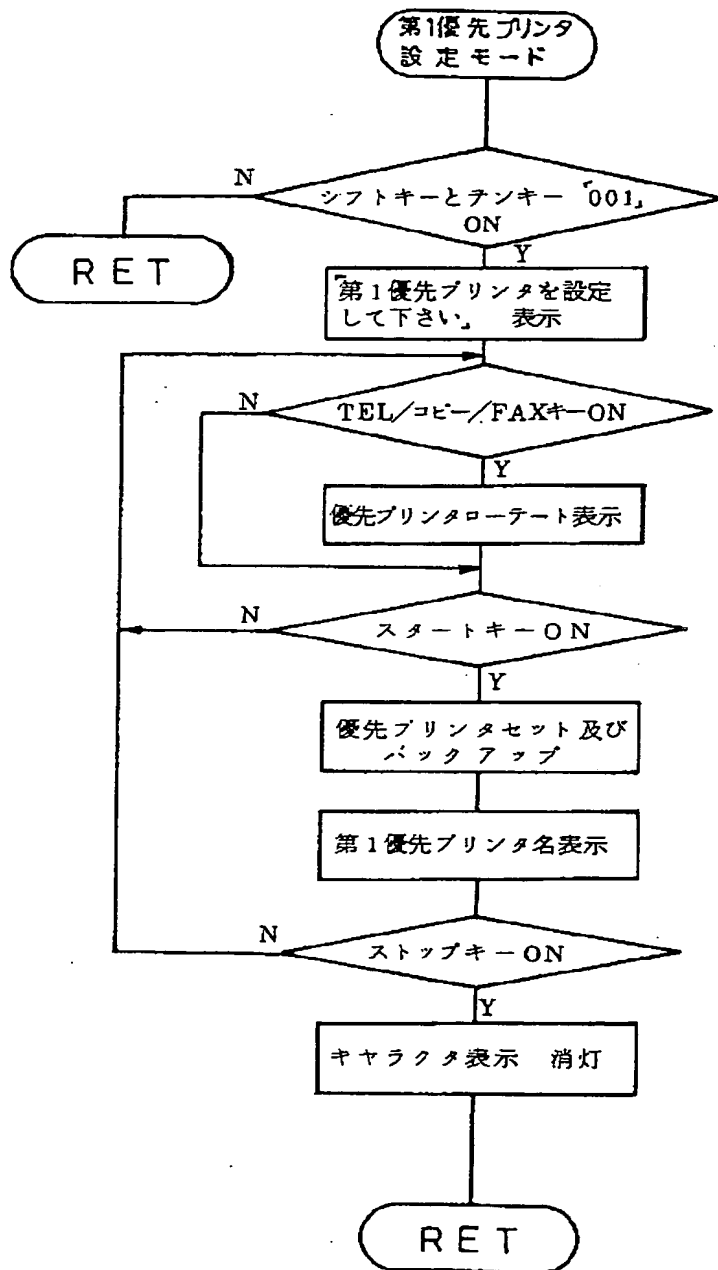 第1優先プリンタ
設定モード
N
シフトキーとテンキー「001」
ON
RET
Y
「第1優先プリンタを設定
して下さい」 表示
N
TEL/コピー/FAXキーON
Y
優先プリンタローテート表示
N
スタートキーON
Y
優先プリンタセット及び
バックアップ
第1優先プリンタ名表示
N
ストップキーON
Y
キヤラクタ表示 消灯
RET